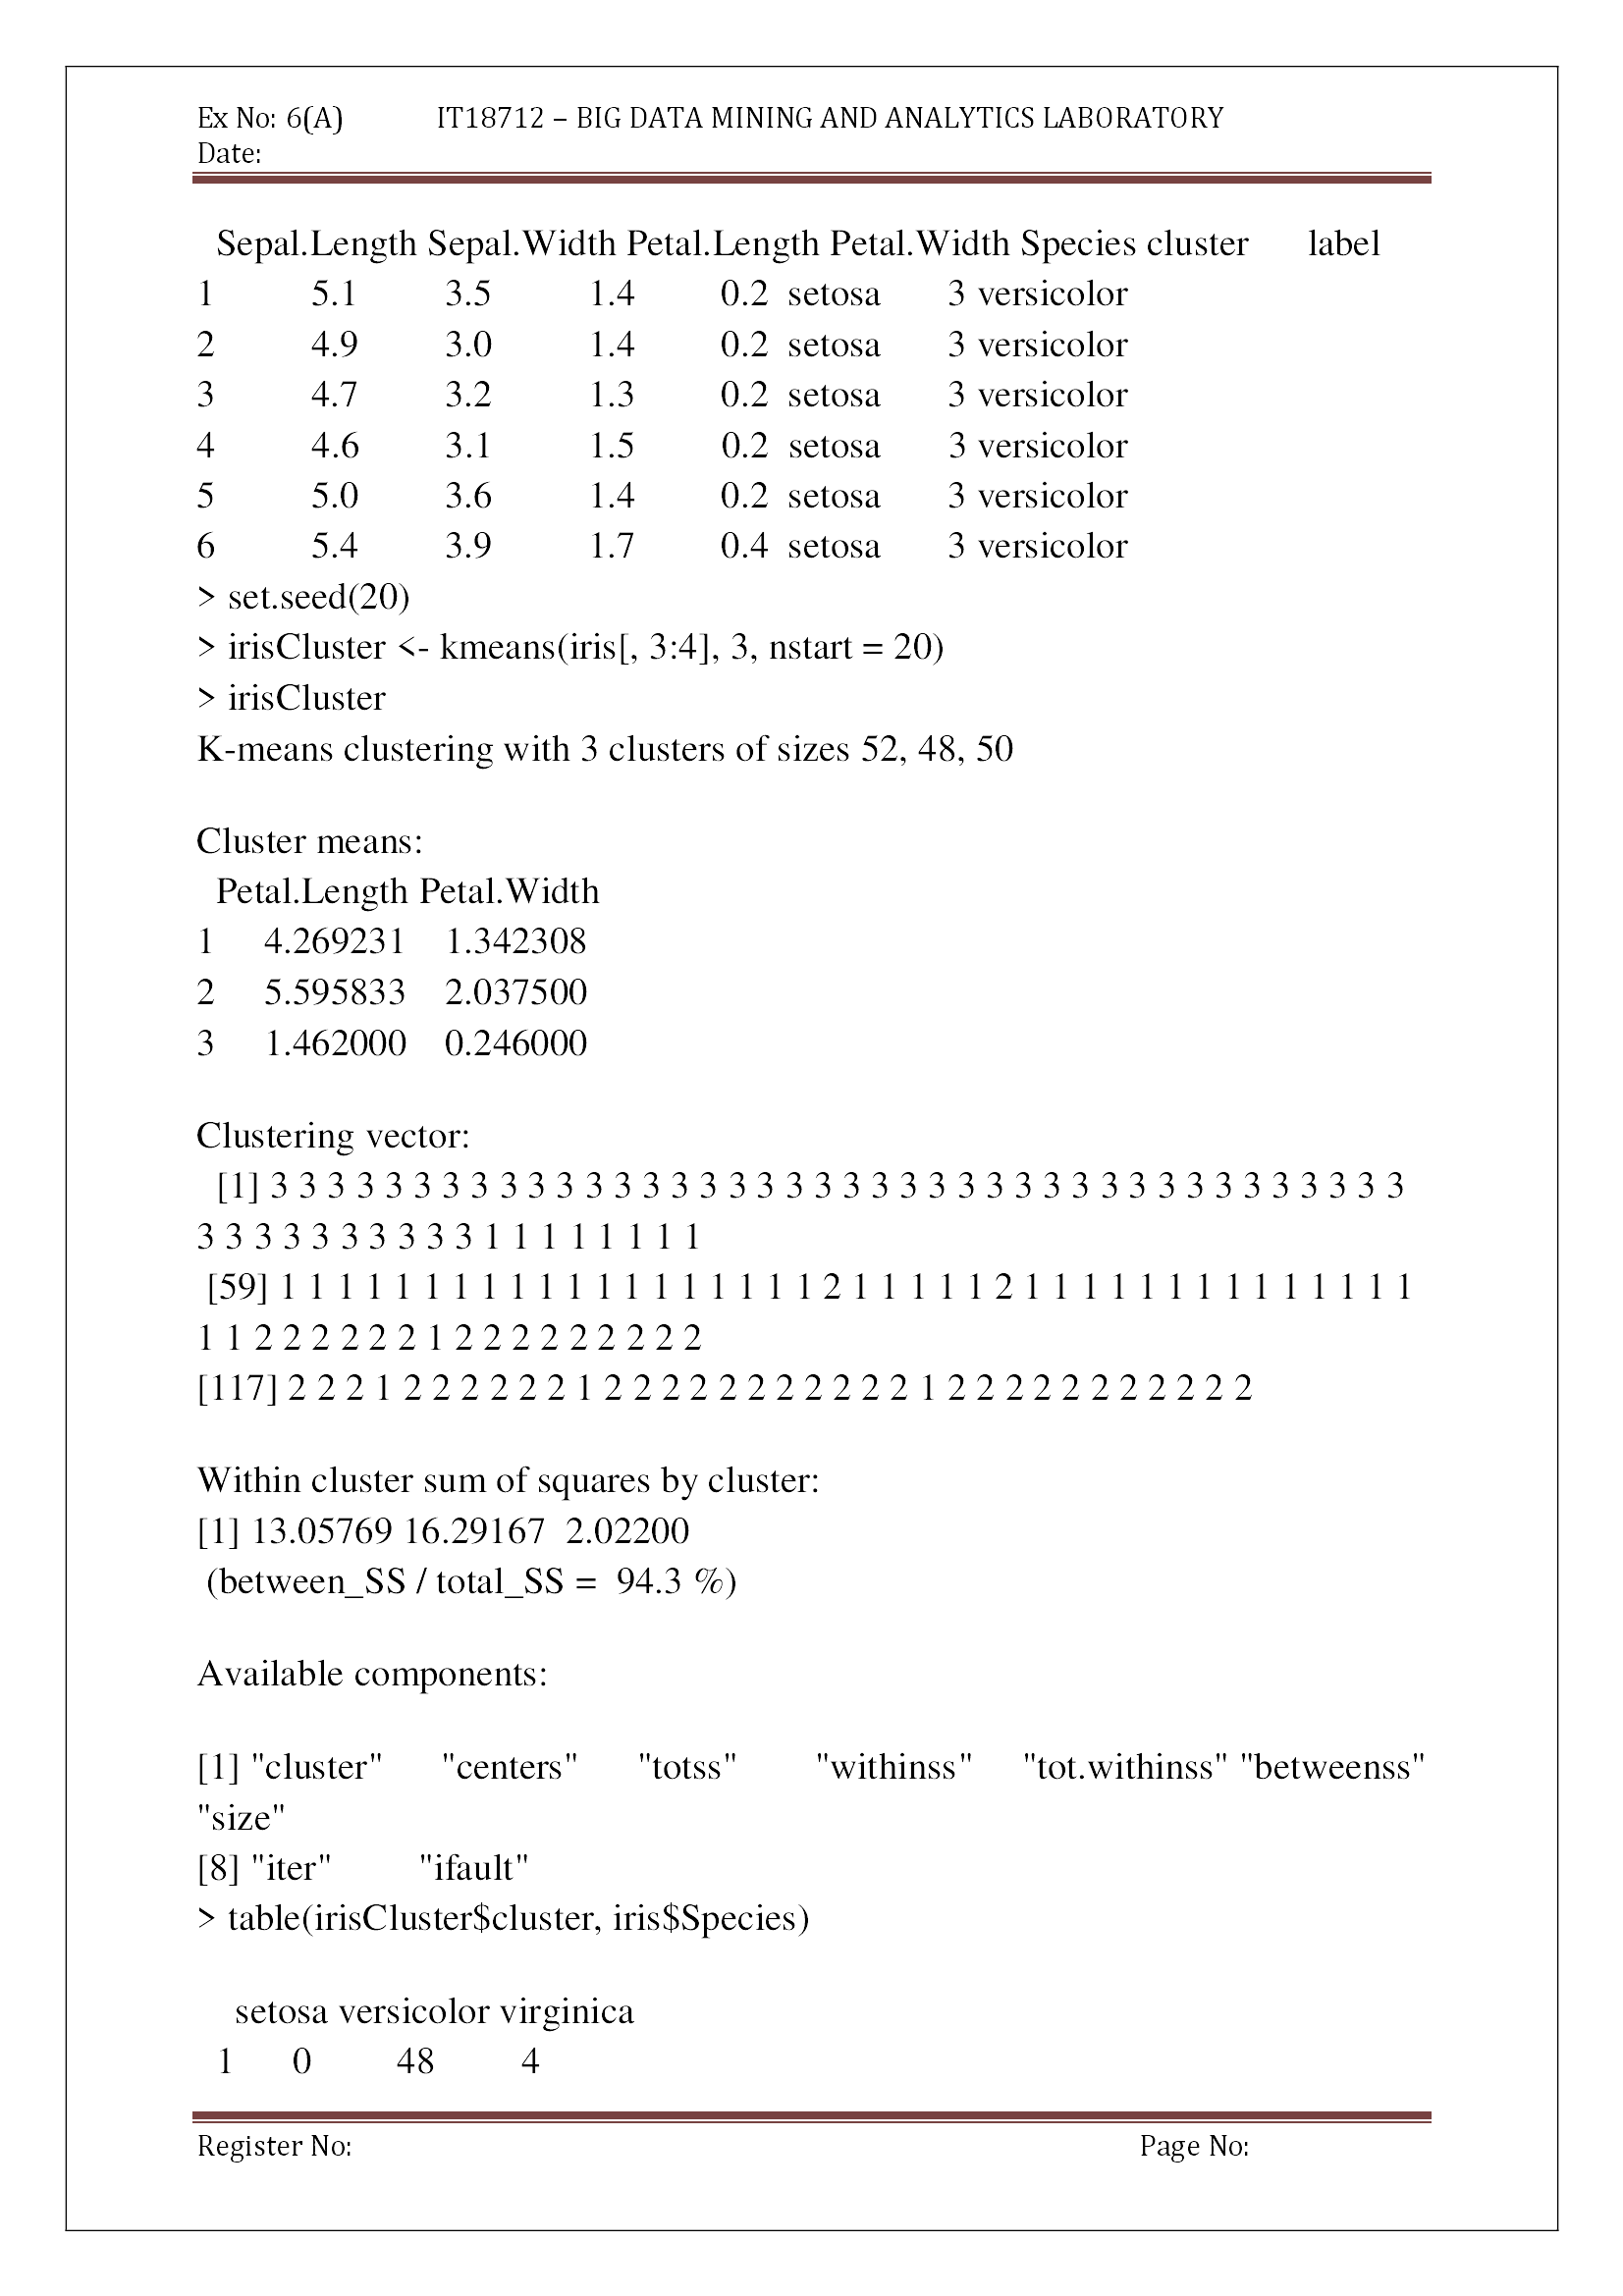 Ex No: 6(A) IT18712 – BIG DATA MINING AND ANALYTICS LABORATORY
Date:
Sepal.Length Sepal.Width Petal.Length Petal.Width Species cluster label
1 5.1 3.5 1.4 0.2 setosa 3 versicolor
2 4.9 3.0 1.4 0.2 setosa 3 versicolor
3 4.7 3.2 1.3 0.2 setosa 3 versicolor
4 4.6 3.1 1.5 0.2 setosa 3 versicolor
5 5.0 3.6 1.4 0.2 setosa 3 versicolor
6 5.4 3.9 1.7 0.4 setosa 3 versicolor
> set.seed(20)
> irisCluster <- kmeans(iris[, 3:4], 3, nstart = 20)
> irisCluster
K-means clustering with 3 clusters of sizes 52, 48, 50
Cluster means:
Petal.Length Petal.Width
1 4.269231 1.342308
2 5.595833 2.037500
3 1.462000 0.246000
Clustering vector:
[1] 3 3 3 3 3 3 3 3 3 3 3 3 3 3 3 3 3 3 3 3 3 3 3 3 3 3 3 3 3 3 3 3 3 3 3 3 3 3 3 3
3 3 3 3 3 3 3 3 3 3 1 1 1 1 1 1 1 1
[59] 1 1 1 1 1 1 1 1 1 1 1 1 1 1 1 1 1 1 1 2 1 1 1 1 1 2 1 1 1 1 1 1 1 1 1 1 1 1 1 1
1 1 2 2 2 2 2 2 1 2 2 2 2 2 2 2 2 2
[117] 2 2 2 1 2 2 2 2 2 2 1 2 2 2 2 2 2 2 2 2 2 2 1 2 2 2 2 2 2 2 2 2 2 2
Within cluster sum of squares by cluster:
[1] 13.05769 16.29167 2.02200
(between_SS / total_SS = 94.3 %)
Available components:
[1] "cluster" "centers" "totss" "withinss" "tot.withinss" "betweenss"
"size"
[8] "iter" "ifault"
> table(irisCluster$cluster, iris$Species)
setosa versicolor virginica
1 0 48 4
Register No: Page No: